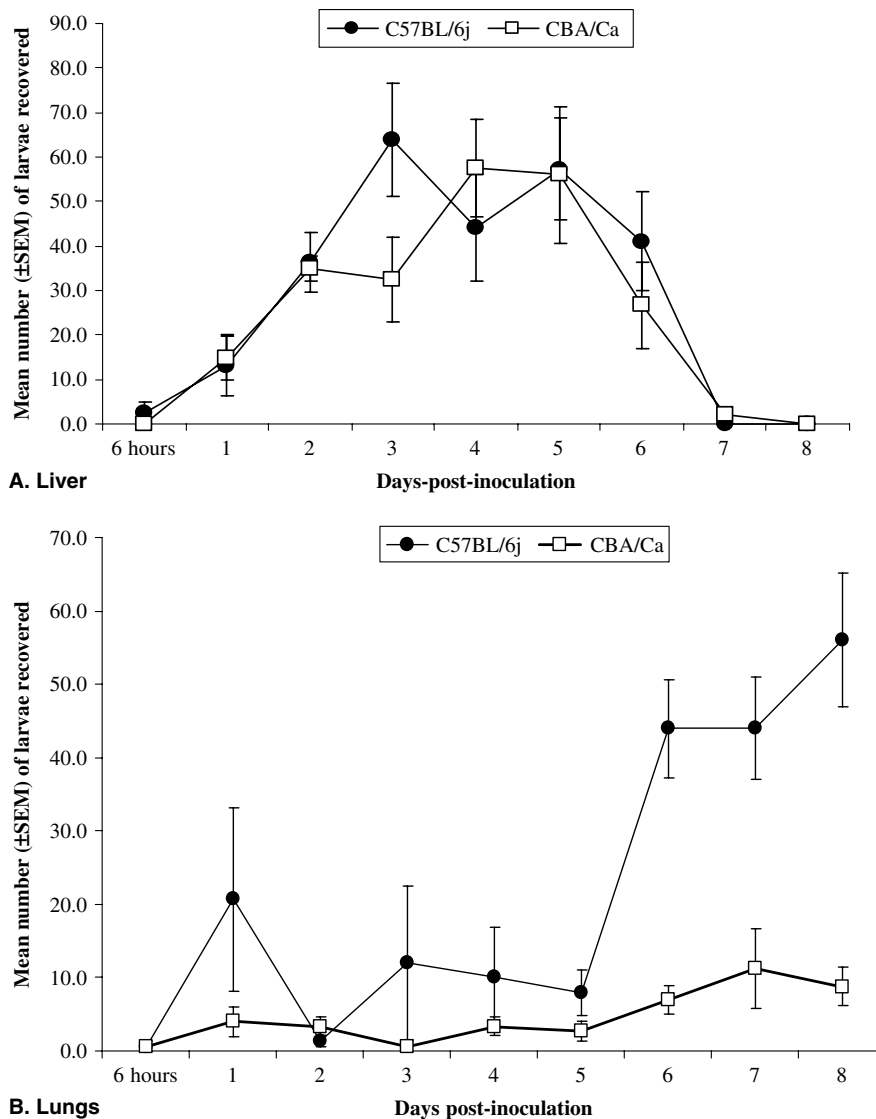 C57BL/6j CBA/Ca
Mean number (±SEM) of larvae recovered
90.0
80.0
70.0
60.0
50.0
40.0
30.0
20.0
10.0
0.0
6 hours 1 2 3 4 5 6 7 8
A. Liver Days-post-inoculation
C57BL/6j CBA/Ca
Mean number (±SEM) of larvae recovered
70.0
60.0
50.0
40.0
30.0
20.0
10.0
0.0
6 hours 1 2 3 4 5 6 7 8
B. Lungs Days post-inoculation